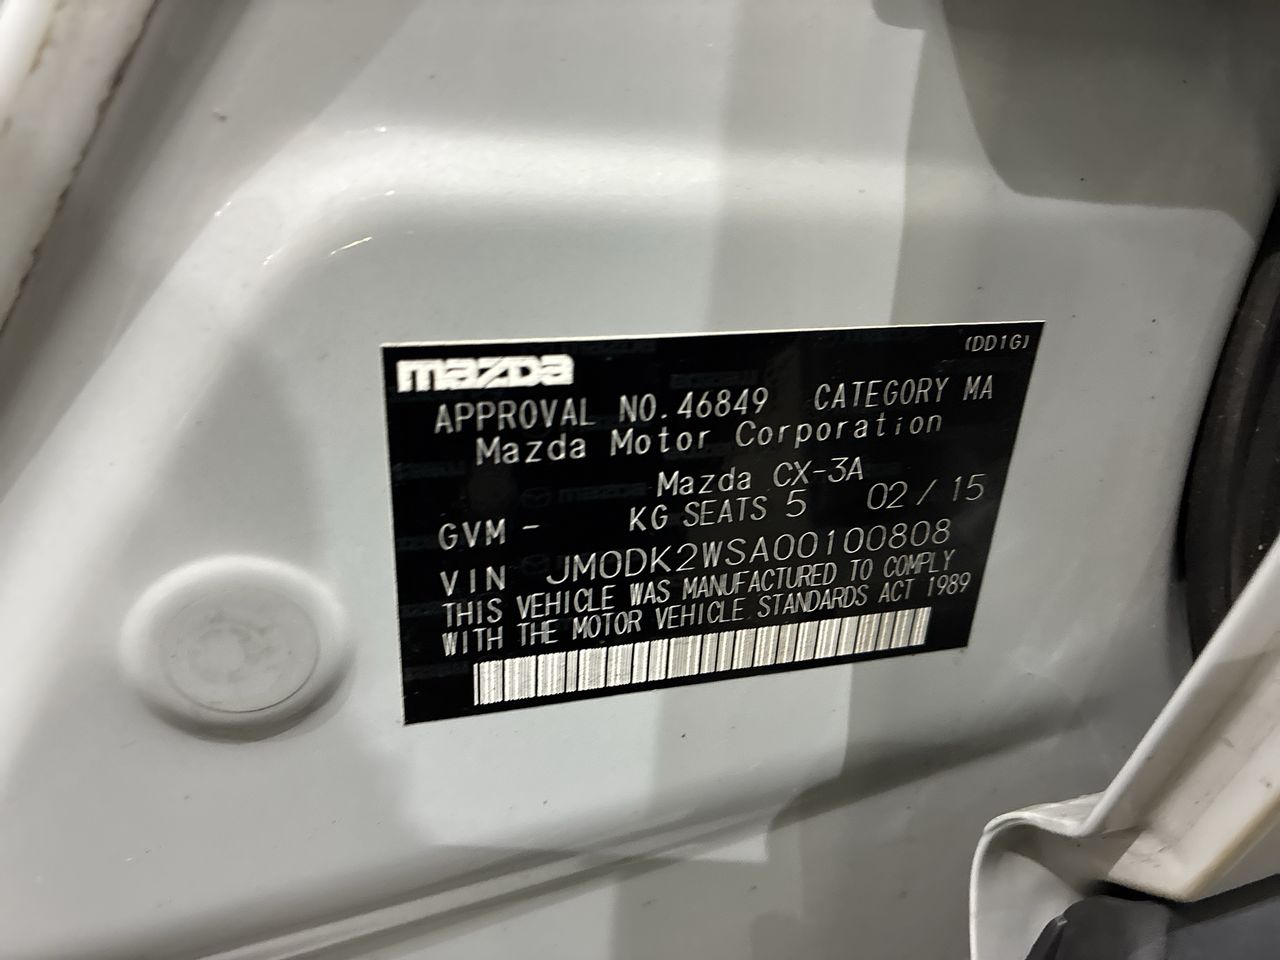 mazda
(DD1G)
APPROVAL NO. 46849 CATEGORY MA
Mazda Motor Corporation
Mazda CX-3A
GVM - KG SEATS 5 02/15
VIN JM0DK2WSA00100808
THIS VEHICLE WAS MANUFACTURED TO COMPLY
WITH THE MOTOR VEHICLE STANDARDS ACT 1989